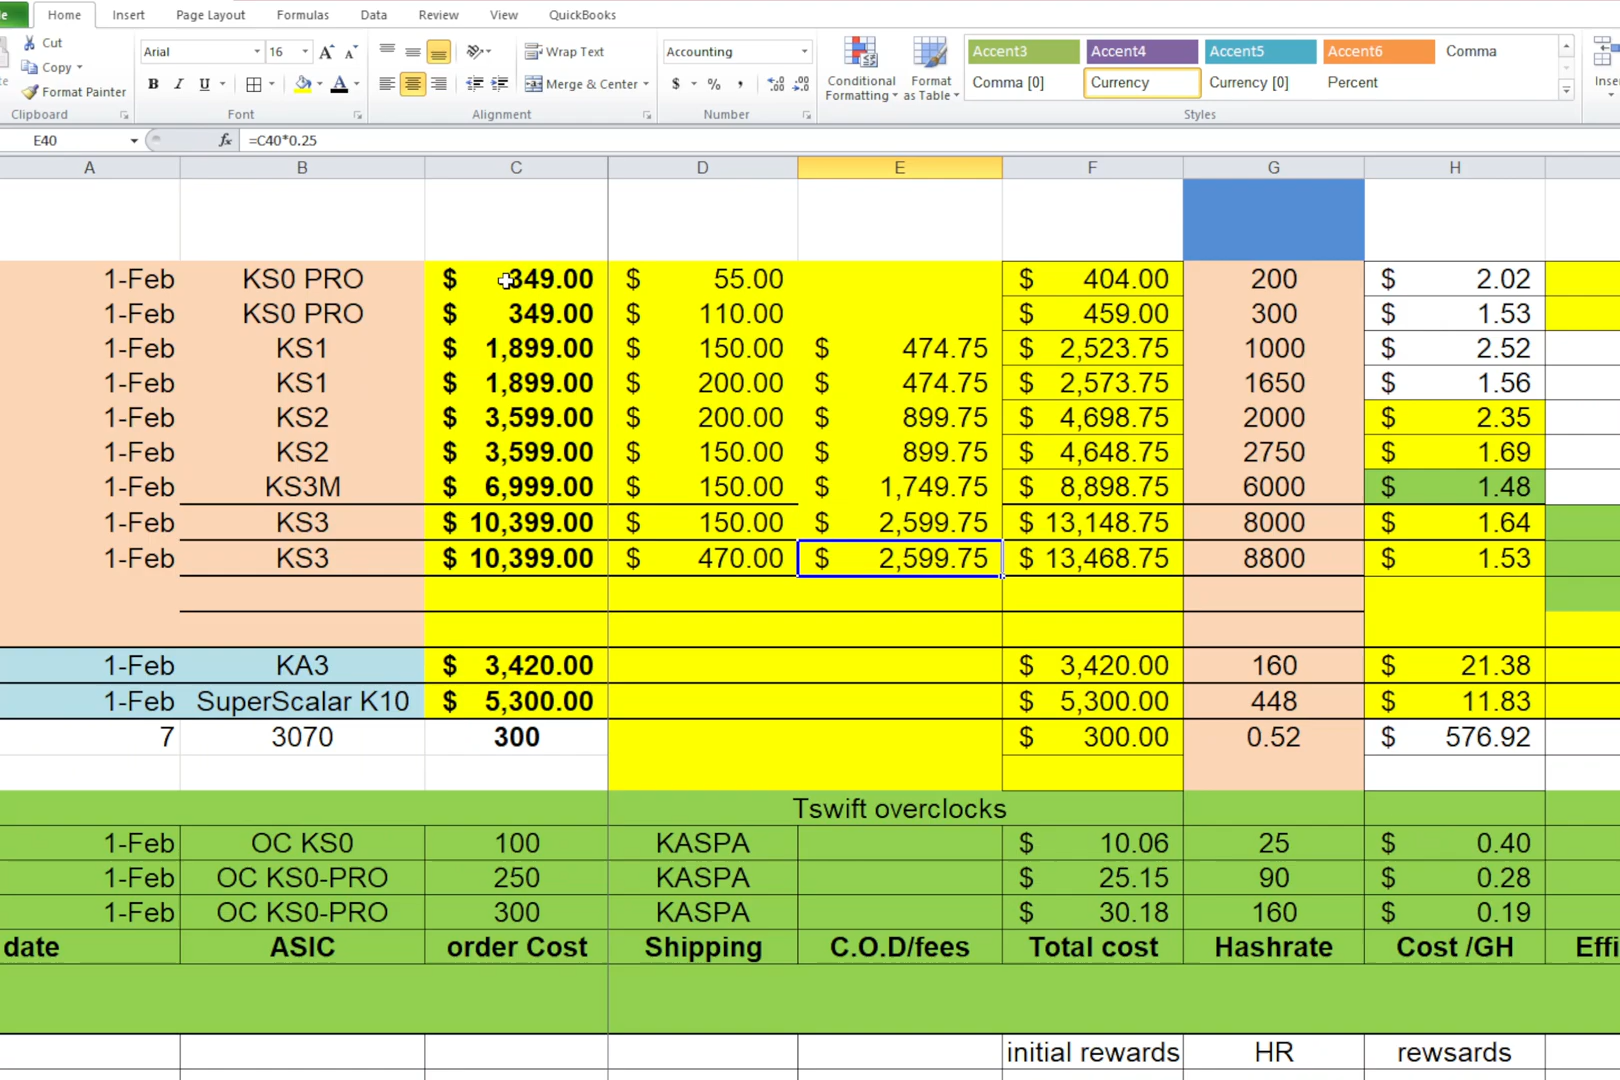 le Home Insert Page Layout Formulas Data Review View QuickBooks
Cut
Copy
Format Painter
Clipboard
Arial 16 A A
B I U A
Font
Wrap Text
Merge & Center
Alignment
Accounting
$ % , .00 .00
Number
Conditional Formatting
Format as Table
Accent3 Accent4 Accent5 Accent6 Comma
Comma [0] Currency Currency [0] Percent
Styles
Inser
E40 fx =C40*0.25
A B C D E F G H
1-Feb KS0 PRO $ 349.00 $ 55.00 $ 404.00 200 $ 2.02
1-Feb KS0 PRO $ 349.00 $ 110.00 $ 459.00 300 $ 1.53
1-Feb KS1 $ 1,899.00 $ 150.00 $ 474.75 $ 2,523.75 1000 $ 2.52
1-Feb KS1 $ 1,899.00 $ 200.00 $ 474.75 $ 2,573.75 1650 $ 1.56
1-Feb KS2 $ 3,599.00 $ 200.00 $ 899.75 $ 4,698.75 2000 $ 2.35
1-Feb KS2 $ 3,599.00 $ 150.00 $ 899.75 $ 4,648.75 2750 $ 1.69
1-Feb KS3M $ 6,999.00 $ 150.00 $ 1,749.75 $ 8,898.75 6000 $ 1.48
1-Feb KS3 $ 10,399.00 $ 150.00 $ 2,599.75 $ 13,148.75 8000 $ 1.64
1-Feb KS3 $ 10,399.00 $ 470.00 $ 2,599.75 $ 13,468.75 8800 $ 1.53
1-Feb KA3 $ 3,420.00 $ 3,420.00 160 $ 21.38
1-Feb SuperScalar K10 $ 5,300.00 $ 5,300.00 448 $ 11.83
7 3070 300 $ 300.00 0.52 $ 576.92
Tswift overclocks
1-Feb OC KS0 100 KASPA $ 10.06 25 $ 0.40
1-Feb OC KS0-PRO 250 KASPA $ 25.15 90 $ 0.28
1-Feb OC KS0-PRO 300 KASPA $ 30.18 160 $ 0.19
date ASIC order Cost Shipping C.O.D/fees Total cost Hashrate Cost /GH Effi
initial rewards HR rewsards